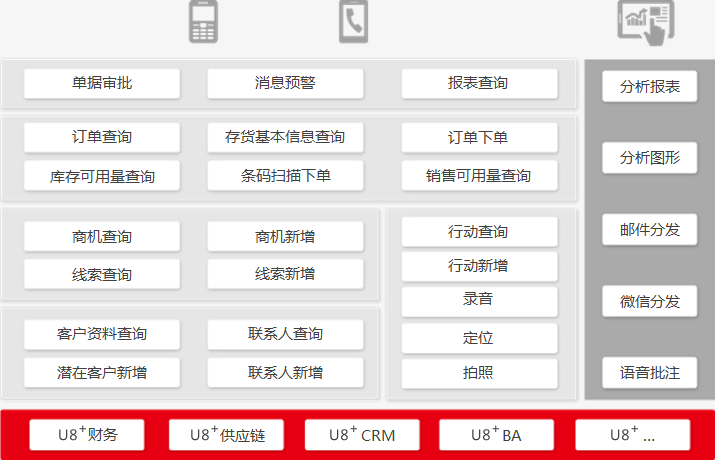 单据审批 消息预警 报表查询 分析报表
订单查询 存货基本信息查询 订单下单 分析图形
库存可用量查询 条码扫描下单 销售可用量查询
商机查询 商机新增 行动查询 邮件分发
线索查询 线索新增 行动新增
录音 微信分发
客户资料查询 联系人查询 定位
潜在客户新增 联系人新增 拍照 语音批注
U8+财务 U8+供应链 U8+CRM U8+BA U8+...